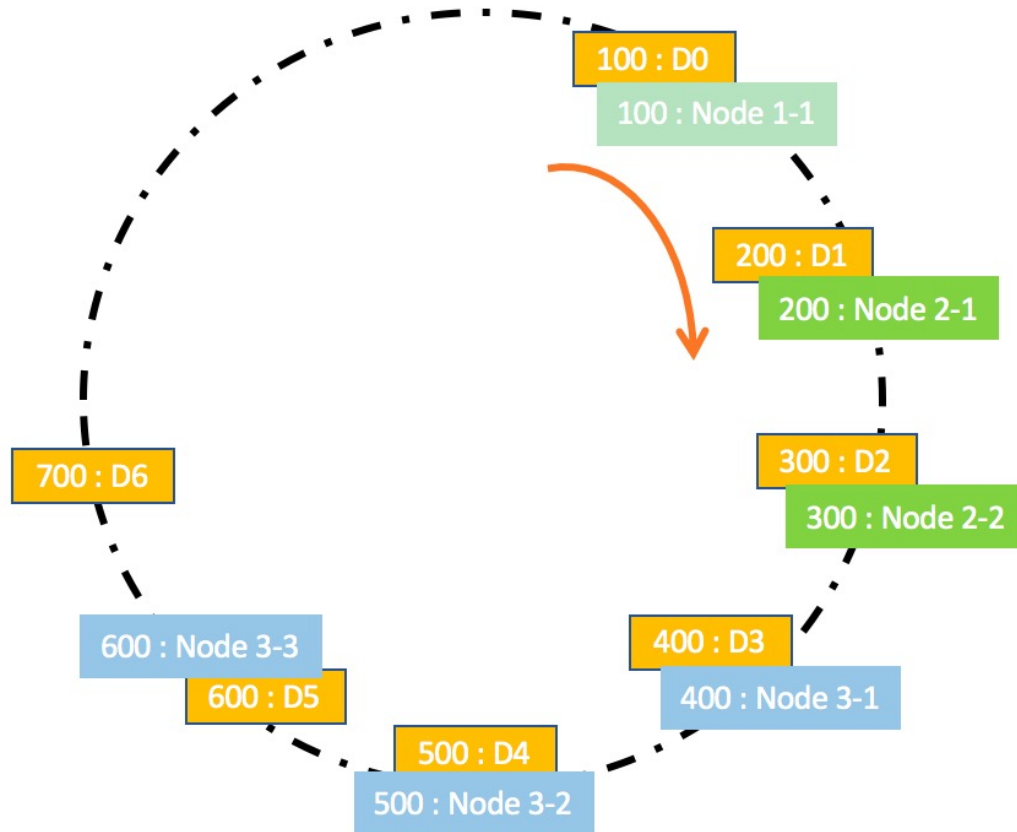 100 : D0
100 : Node 1-1
200 : D1
200 : Node 2-1
300 : D2
300 : Node 2-2
700 : D6
600 : Node 3-3
400 : D3
600 : D5
400 : Node 3-1
500 : D4
500 : Node 3-2